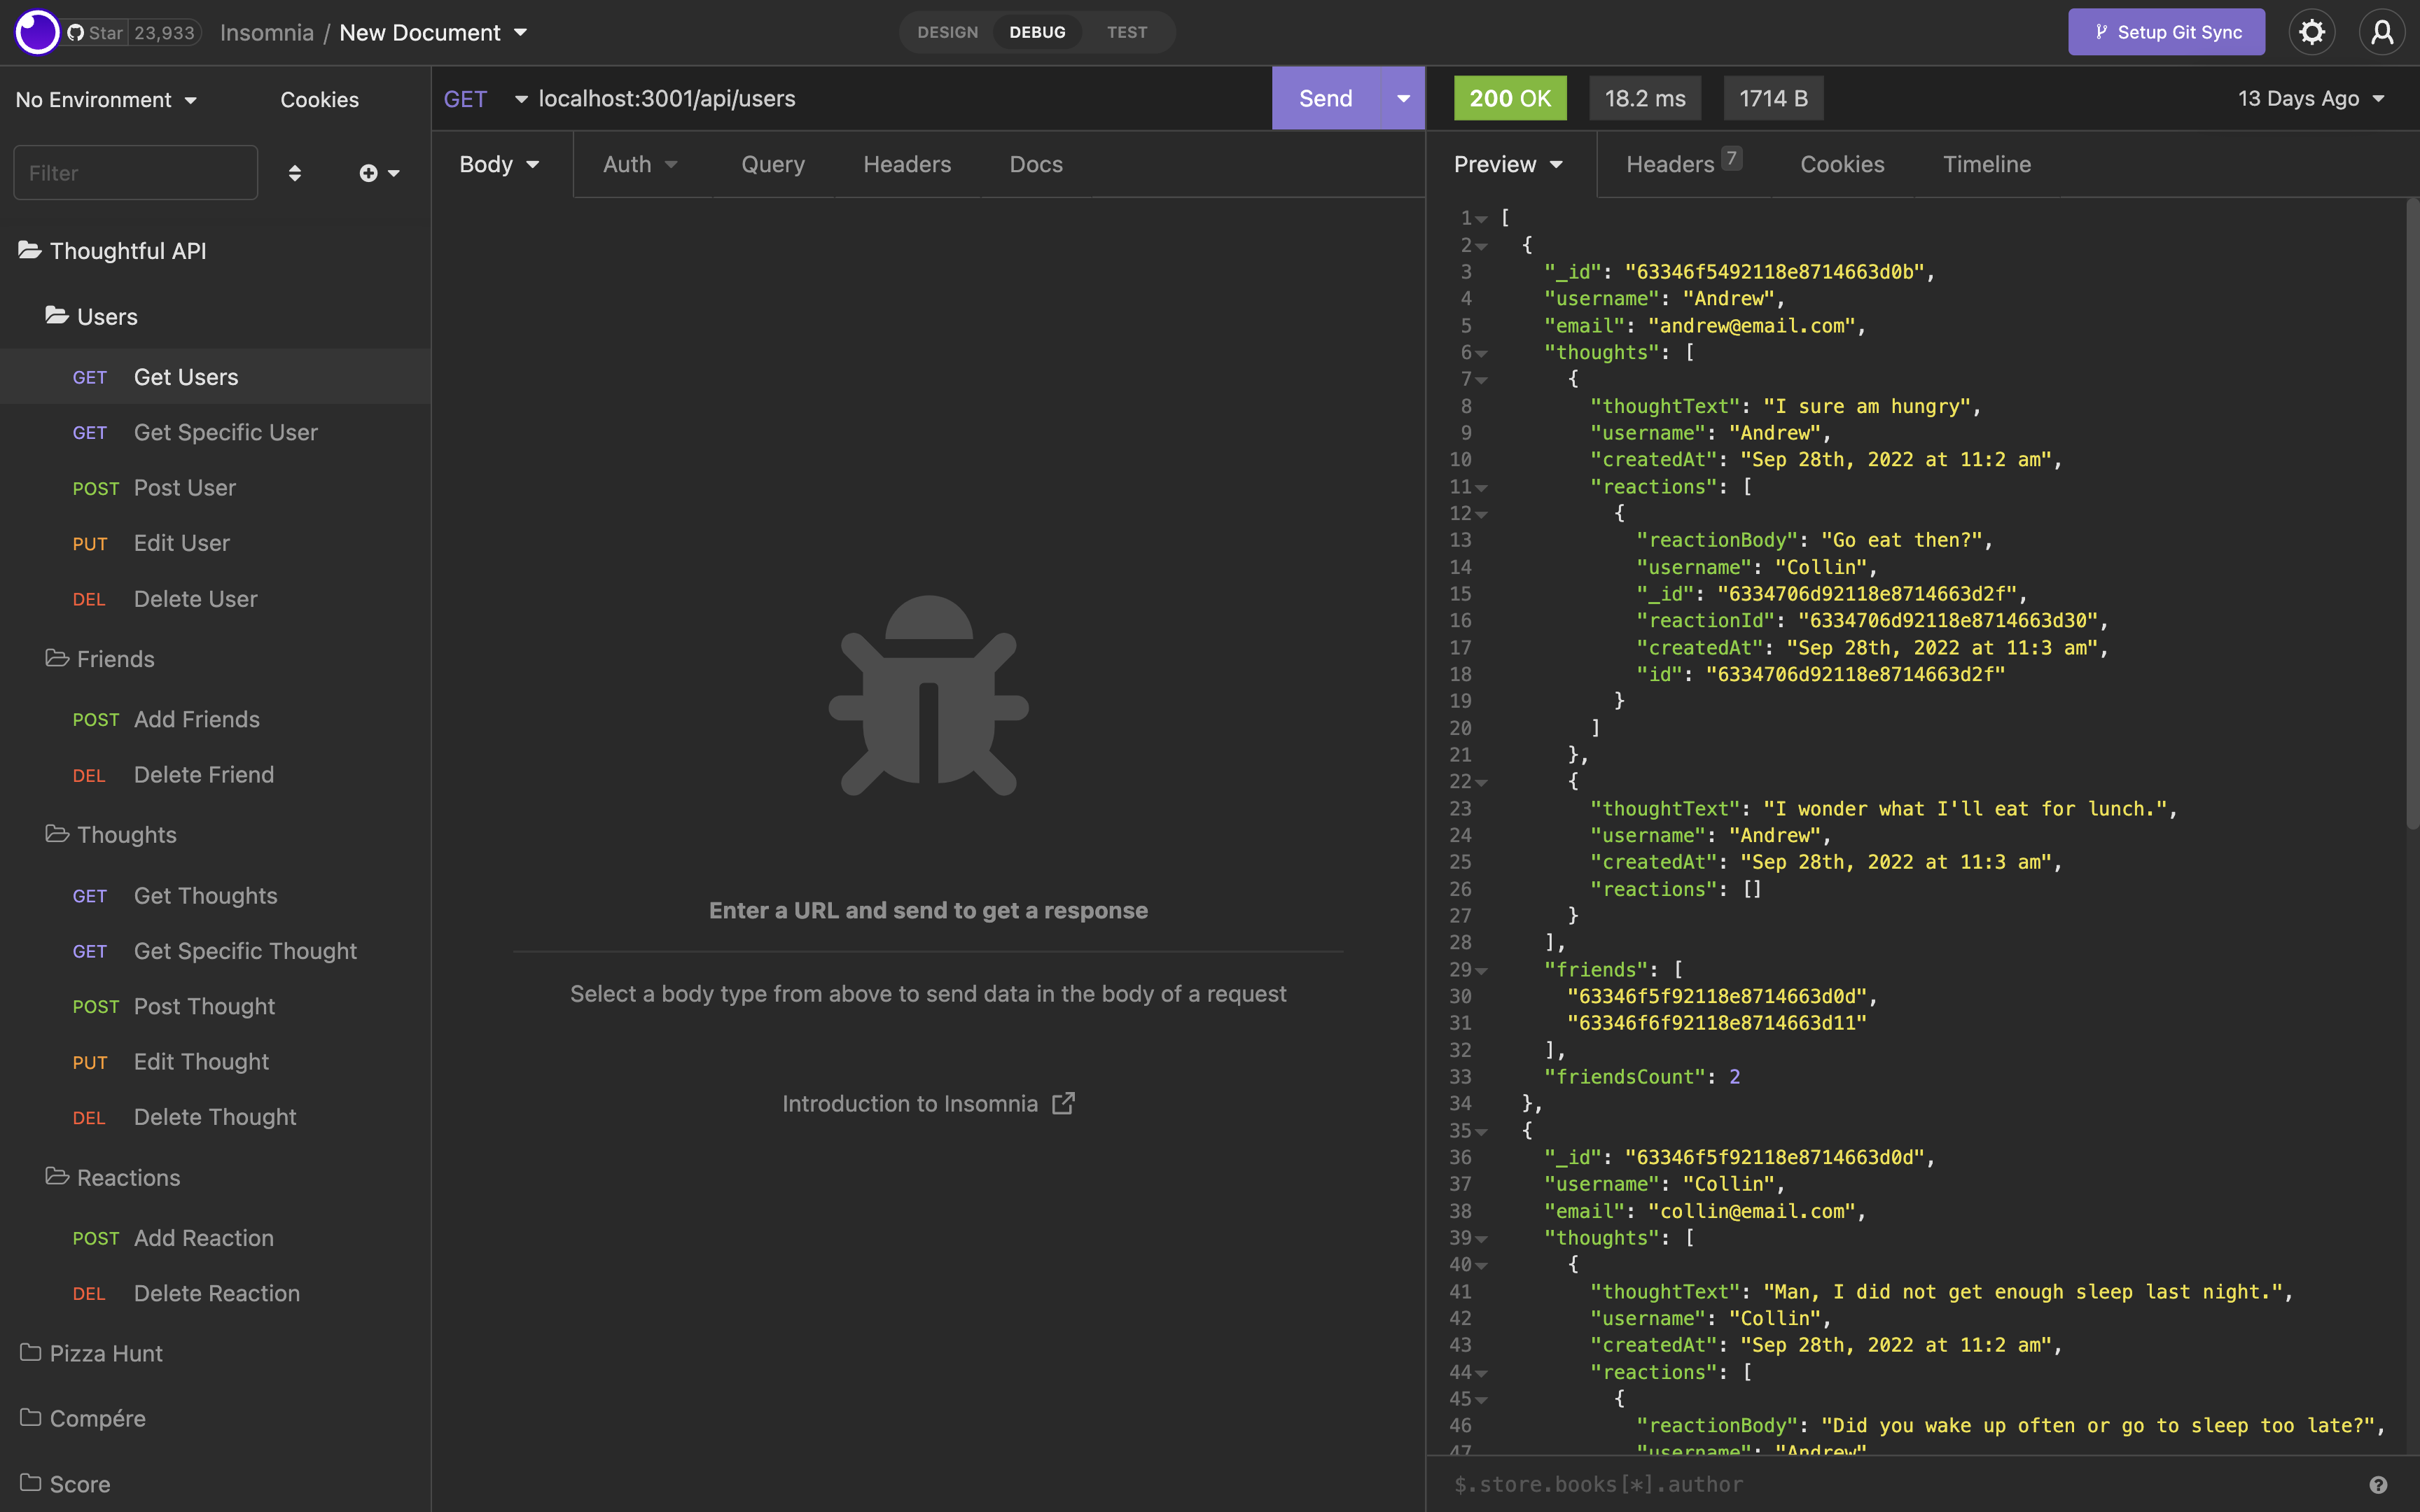 Star 23,933 Insomnia / New Document DESIGN DEBUG TEST Setup Git Sync
No Environment Cookies
Filter
Thoughtful API
Users
GET Get Users
GET Get Specific User
POST Post User
PUT Edit User
DEL Delete User
Friends
POST Add Friends
DEL Delete Friend
Thoughts
GET Get Thoughts
GET Get Specific Thought
POST Post Thought
PUT Edit Thought
DEL Delete Thought
Reactions
POST Add Reaction
DEL Delete Reaction
Pizza Hunt
Compére
Score
GET localhost:3001/api/users Send
Body Auth Query Headers Docs
Enter a URL and send to get a response
Select a body type from above to send data in the body of a request
Introduction to Insomnia
200 OK 18.2 ms 1714 B 13 Days Ago
Preview Headers 7 Cookies Timeline
1 [
2 {
3 "_id": "63346f5492118e8714663d0b",
4 "username": "Andrew",
5 "email": "andrew@email.com",
6 "thoughts": [
7 {
8 "thoughtText": "I sure am hungry",
9 "username": "Andrew",
10 "createdAt": "Sep 28th, 2022 at 11:2 am",
11 "reactions": [
12 {
13 "reactionBody": "Go eat then?",
14 "username": "Collin",
15 "_id": "6334706d92118e8714663d2f",
16 "reactionId": "6334706d92118e8714663d30",
17 "createdAt": "Sep 28th, 2022 at 11:3 am",
18 "id": "6334706d92118e8714663d2f"
19 }
20 ]
21 },
22 {
23 "thoughtText": "I wonder what I'll eat for lunch.",
24 "username": "Andrew",
25 "createdAt": "Sep 28th, 2022 at 11:3 am",
26 "reactions": []
27 }
28 ],
29 "friends": [
30 "63346f5f92118e8714663d0d",
31 "63346f6f92118e8714663d11"
32 ],
33 "friendsCount": 2
34 },
35 {
36 "_id": "63346f5f92118e8714663d0d",
37 "username": "Collin",
38 "email": "collin@email.com",
39 "thoughts": [
40 {
41 "thoughtText": "Man, I did not get enough sleep last night.",
42 "username": "Collin",
43 "createdAt": "Sep 28th, 2022 at 11:2 am",
44 "reactions": [
45 {
46 "reactionBody": "Did you wake up often or go to sleep too late?",
47 "username": "Andrew"
$.store.books[*].author